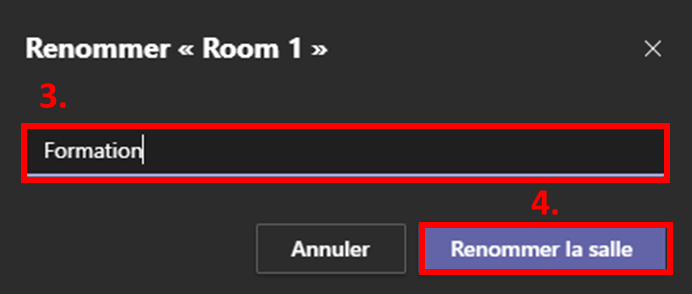 Renommer « Room 1 »
3.
Formation
4.
Annuler
Renommer la salle